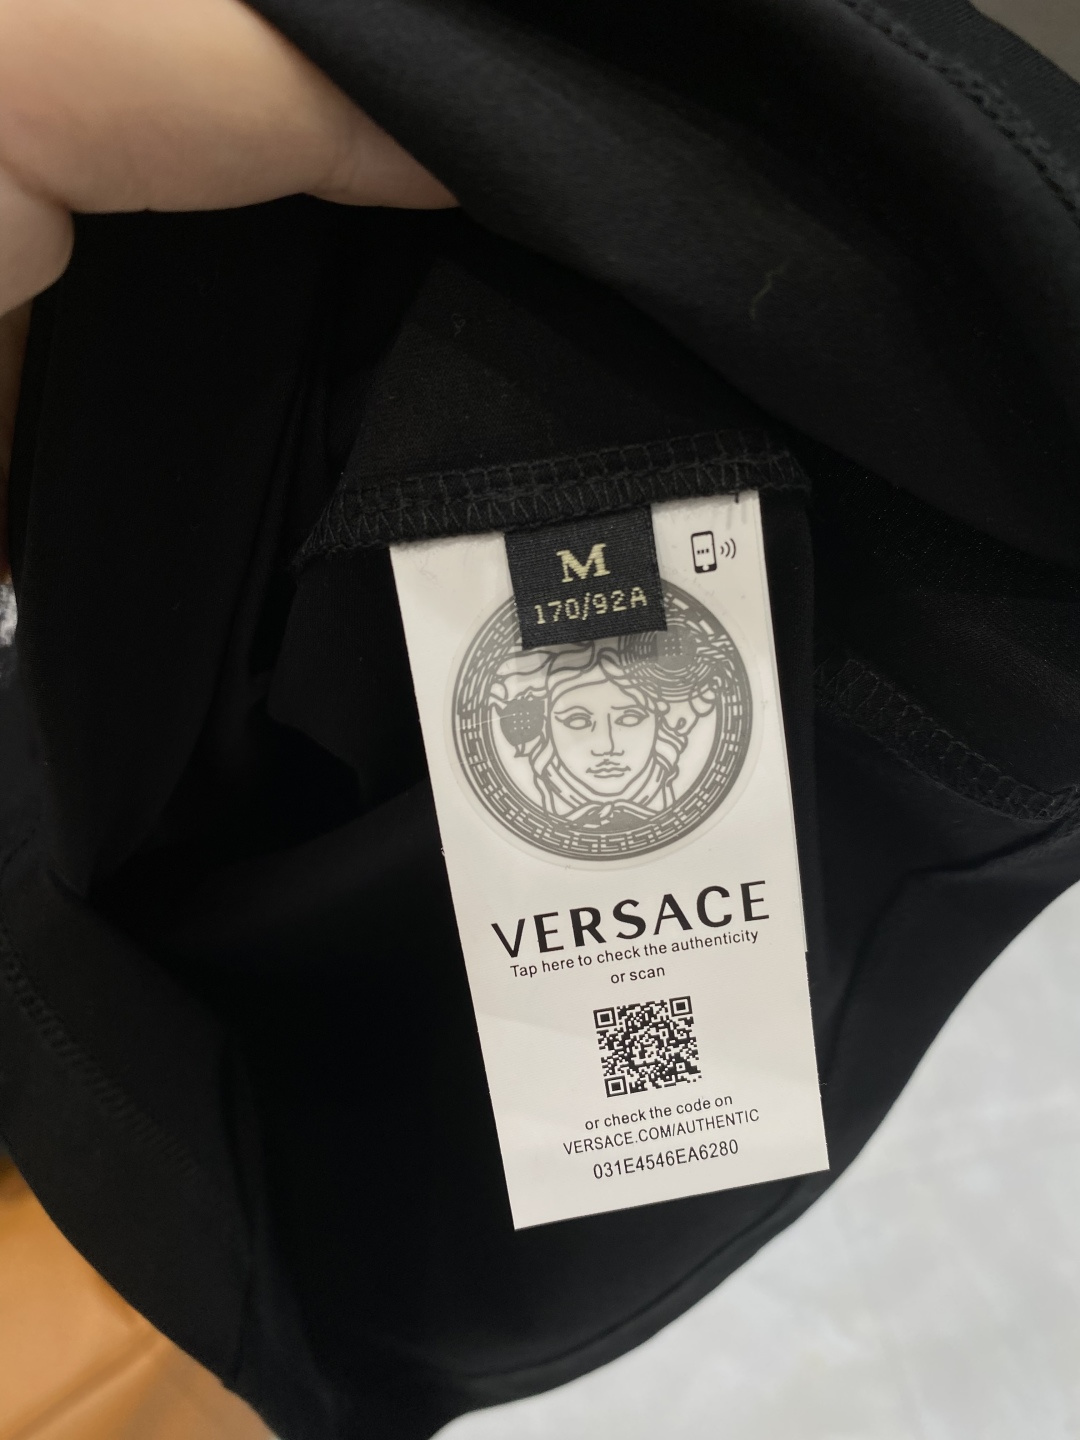 M
170/92A
VERSACE
Tap here to check the authenticity
or scan
or check the code on
VERSACE.COM/AUTHENTIC
031E4546EA6280